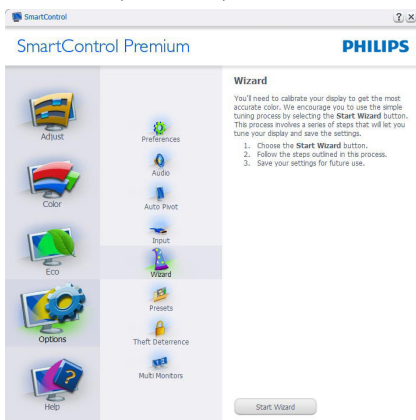 SmartControl
? ×
SmartControl Premium
PHILIPS
Adjust
Color
Eco
Options
Help
Preferences
Audio
Auto Pivot
Input
Wizard
Presets
Theft Deterrence
Multi Monitors
Wizard
You'll need to calibrate your display to get the most
accurate color. We encourage you to use the simple
tuning process by selecting the Start Wizard button.
This process involves a series of steps that will let you
tune your display and save the settings.
1. Choose the Start Wizard button.
2. Follow the steps outlined in this process.
3. Save your settings for future use.
Start Wizard